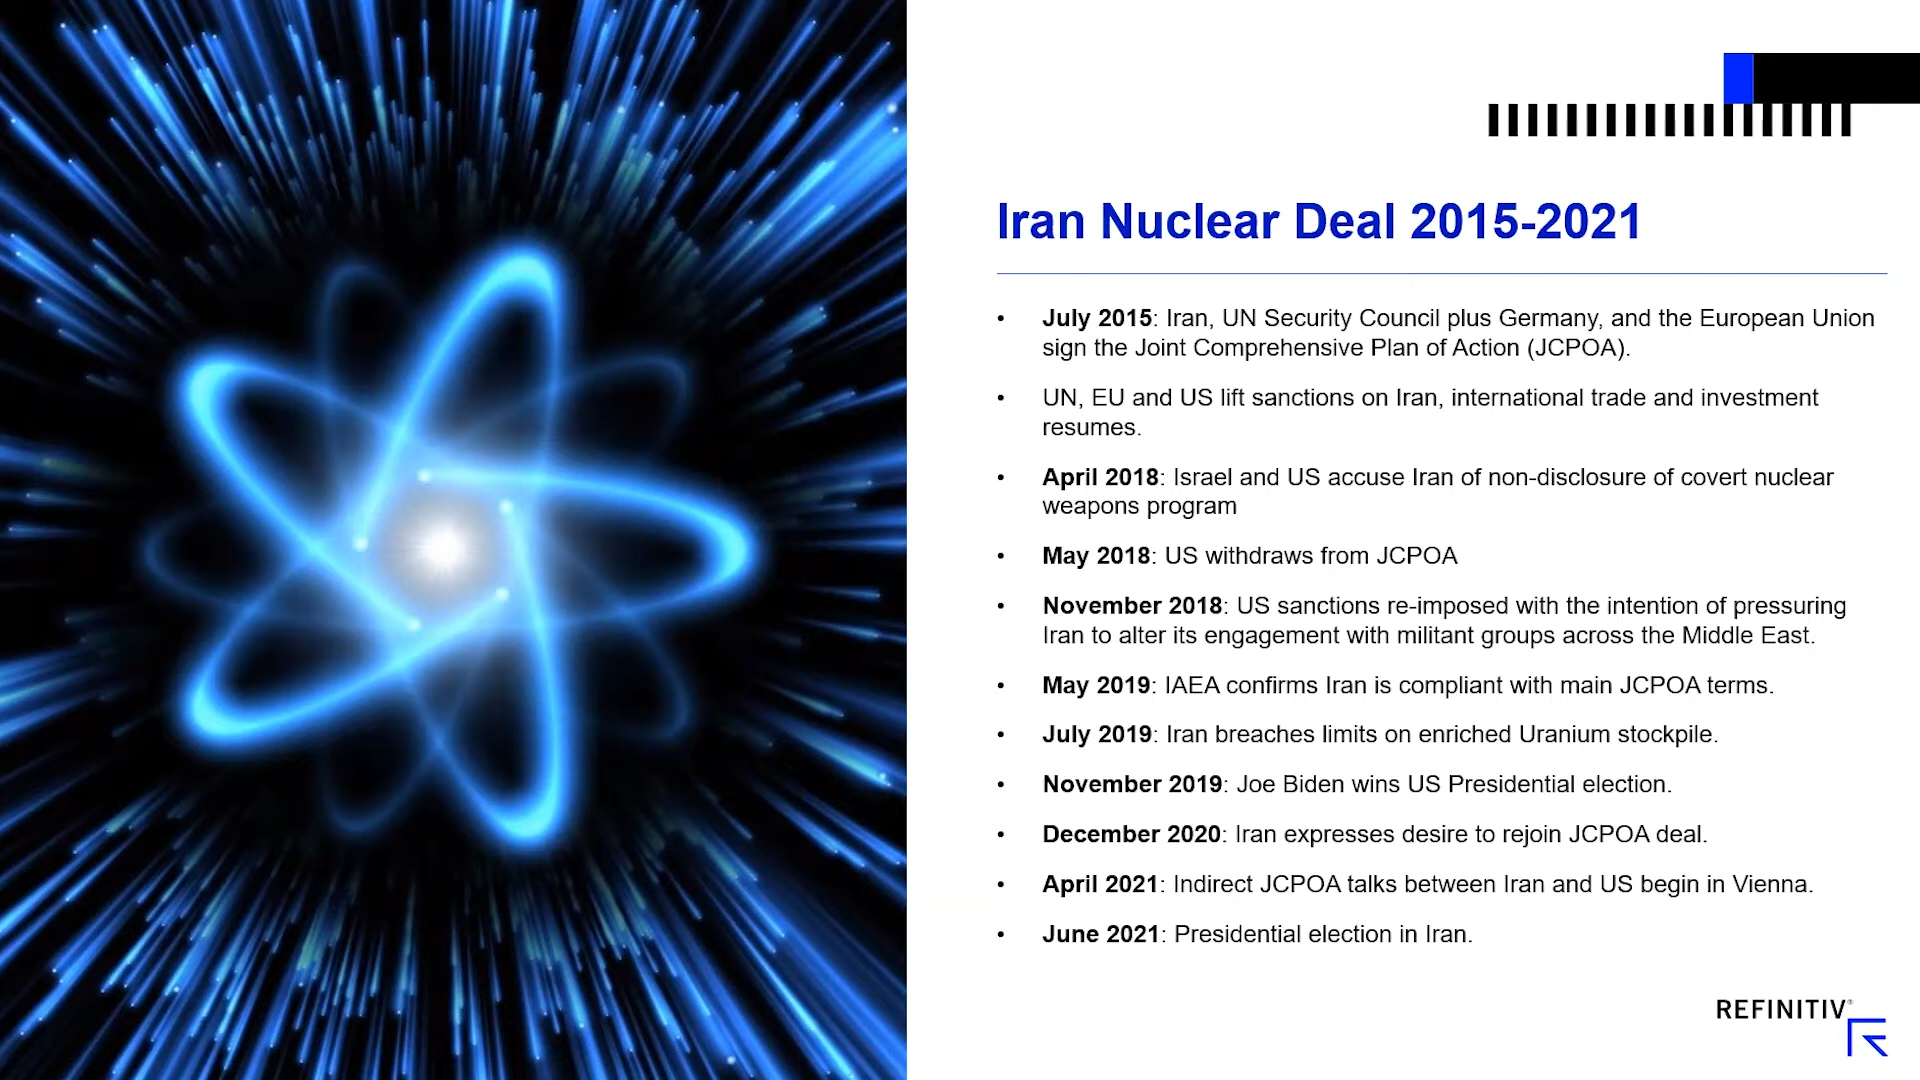 Iran Nuclear Deal 2015-2021
• July 2015: Iran, UN Security Council plus Germany, and the European Union
sign the Joint Comprehensive Plan of Action (JCPOA).
• UN, EU and US lift sanctions on Iran, international trade and investment
resumes.
• April 2018: Israel and US accuse Iran of non-disclosure of covert nuclear
weapons program
• May 2018: US withdraws from JCPOA
• November 2018: US sanctions re-imposed with the intention of pressuring
Iran to alter its engagement with militant groups across the Middle East.
• May 2019: IAEA confirms Iran is compliant with main JCPOA terms.
• July 2019: Iran breaches limits on enriched Uranium stockpile.
• November 2019: Joe Biden wins US Presidential election.
• December 2020: Iran expresses desire to rejoin JCPOA deal.
• April 2021: Indirect JCPOA talks between Iran and US begin in Vienna.
• June 2021: Presidential election in Iran.
REFINITIV®